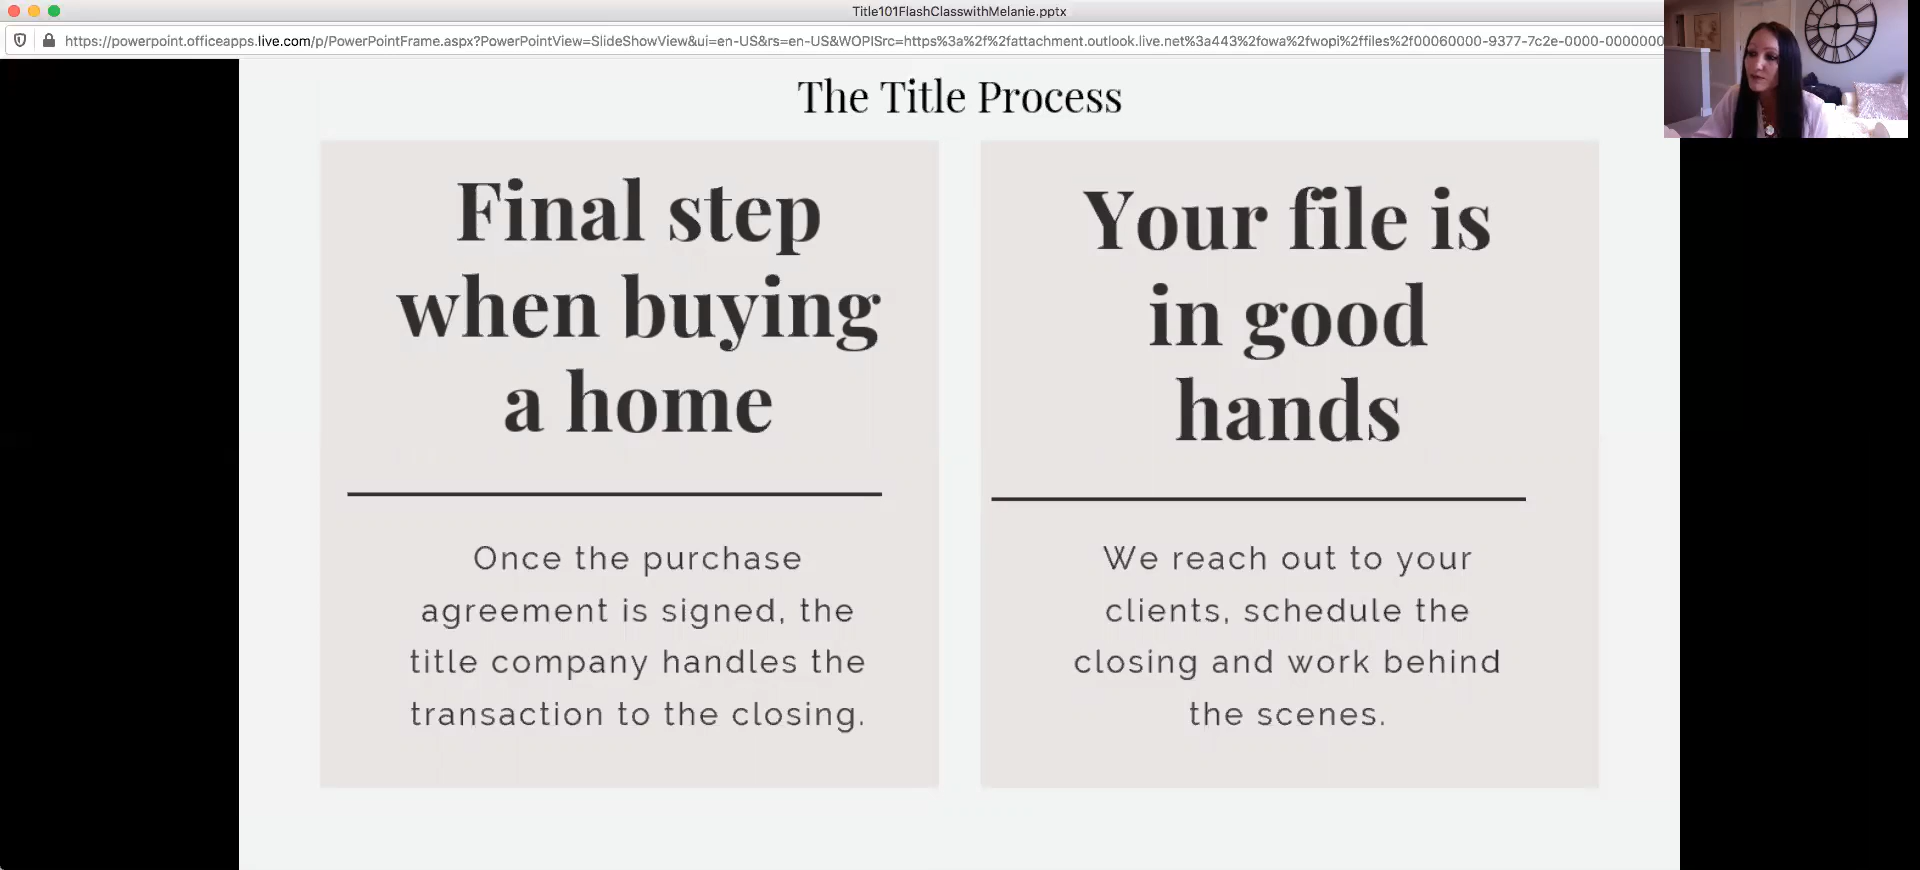 Title101FlashClasswithMelanie.pptx
https://powerpoint.officeapps.live.com/p/PowerPointFrame.aspx?PowerPointView=SlideShowView&ui=en-US&rs=en-US&WOPISrc=https%3a%2f%2fattachment.outlook.live.net%3a443%2fowa%2fwopi%2ffiles%2f00060000-9377-7c2e-0000-0000000
The Title Process
Final step
when buying
a home
Once the purchase
agreement is signed, the
title company handles the
transaction to the closing.
Your file is
in good
hands
We reach out to your
clients, schedule the
closing and work behind
the scenes.